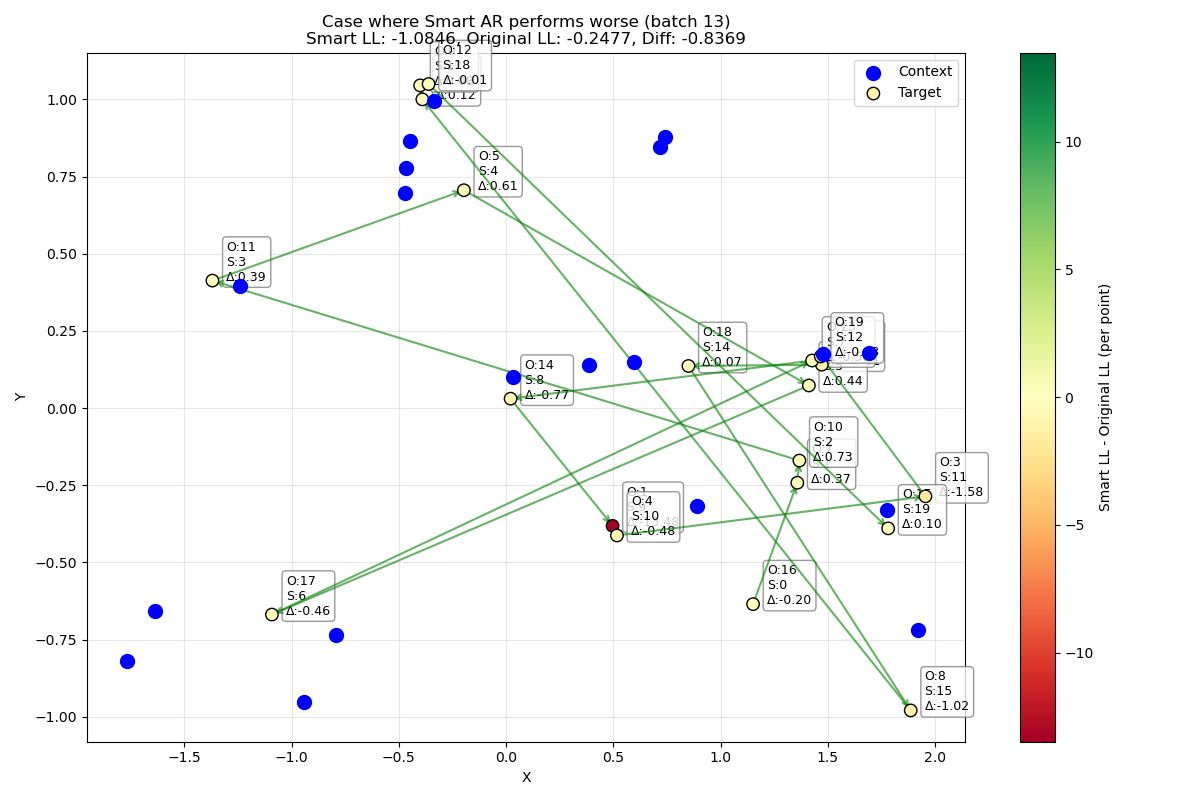 Case where Smart AR performs worse (batch 13)
Smart LL: -1.0846, Original LL: -0.2477, Diff: -0.8369
Context
Target
O:12
S:18
Δ:-0.01
Δ:0.12
O:5
S:4
Δ:0.61
O:11
S:3
Δ:0.39
O:19
S:12
O:18
S:14
Δ:0.07
Δ:0.44
O:14
S:8
Δ:-0.77
O:10
S:2
Δ:0.73
Δ:0.37
O:3
S:11
Δ:-1.58
S:19
Δ:0.10
O:4
S:10
Δ:-0.48
O:16
S:0
Δ:-0.20
O:17
S:6
Δ:-0.46
O:8
S:15
Δ:-1.02
1.00
0.75
0.50
0.25
0.00
−0.25
−0.50
−0.75
−1.00
Y
−1.5
−1.0
−0.5
0.0
0.5
1.0
1.5
2.0
X
10
5
0
−5
−10
Smart LL - Original LL (per point)